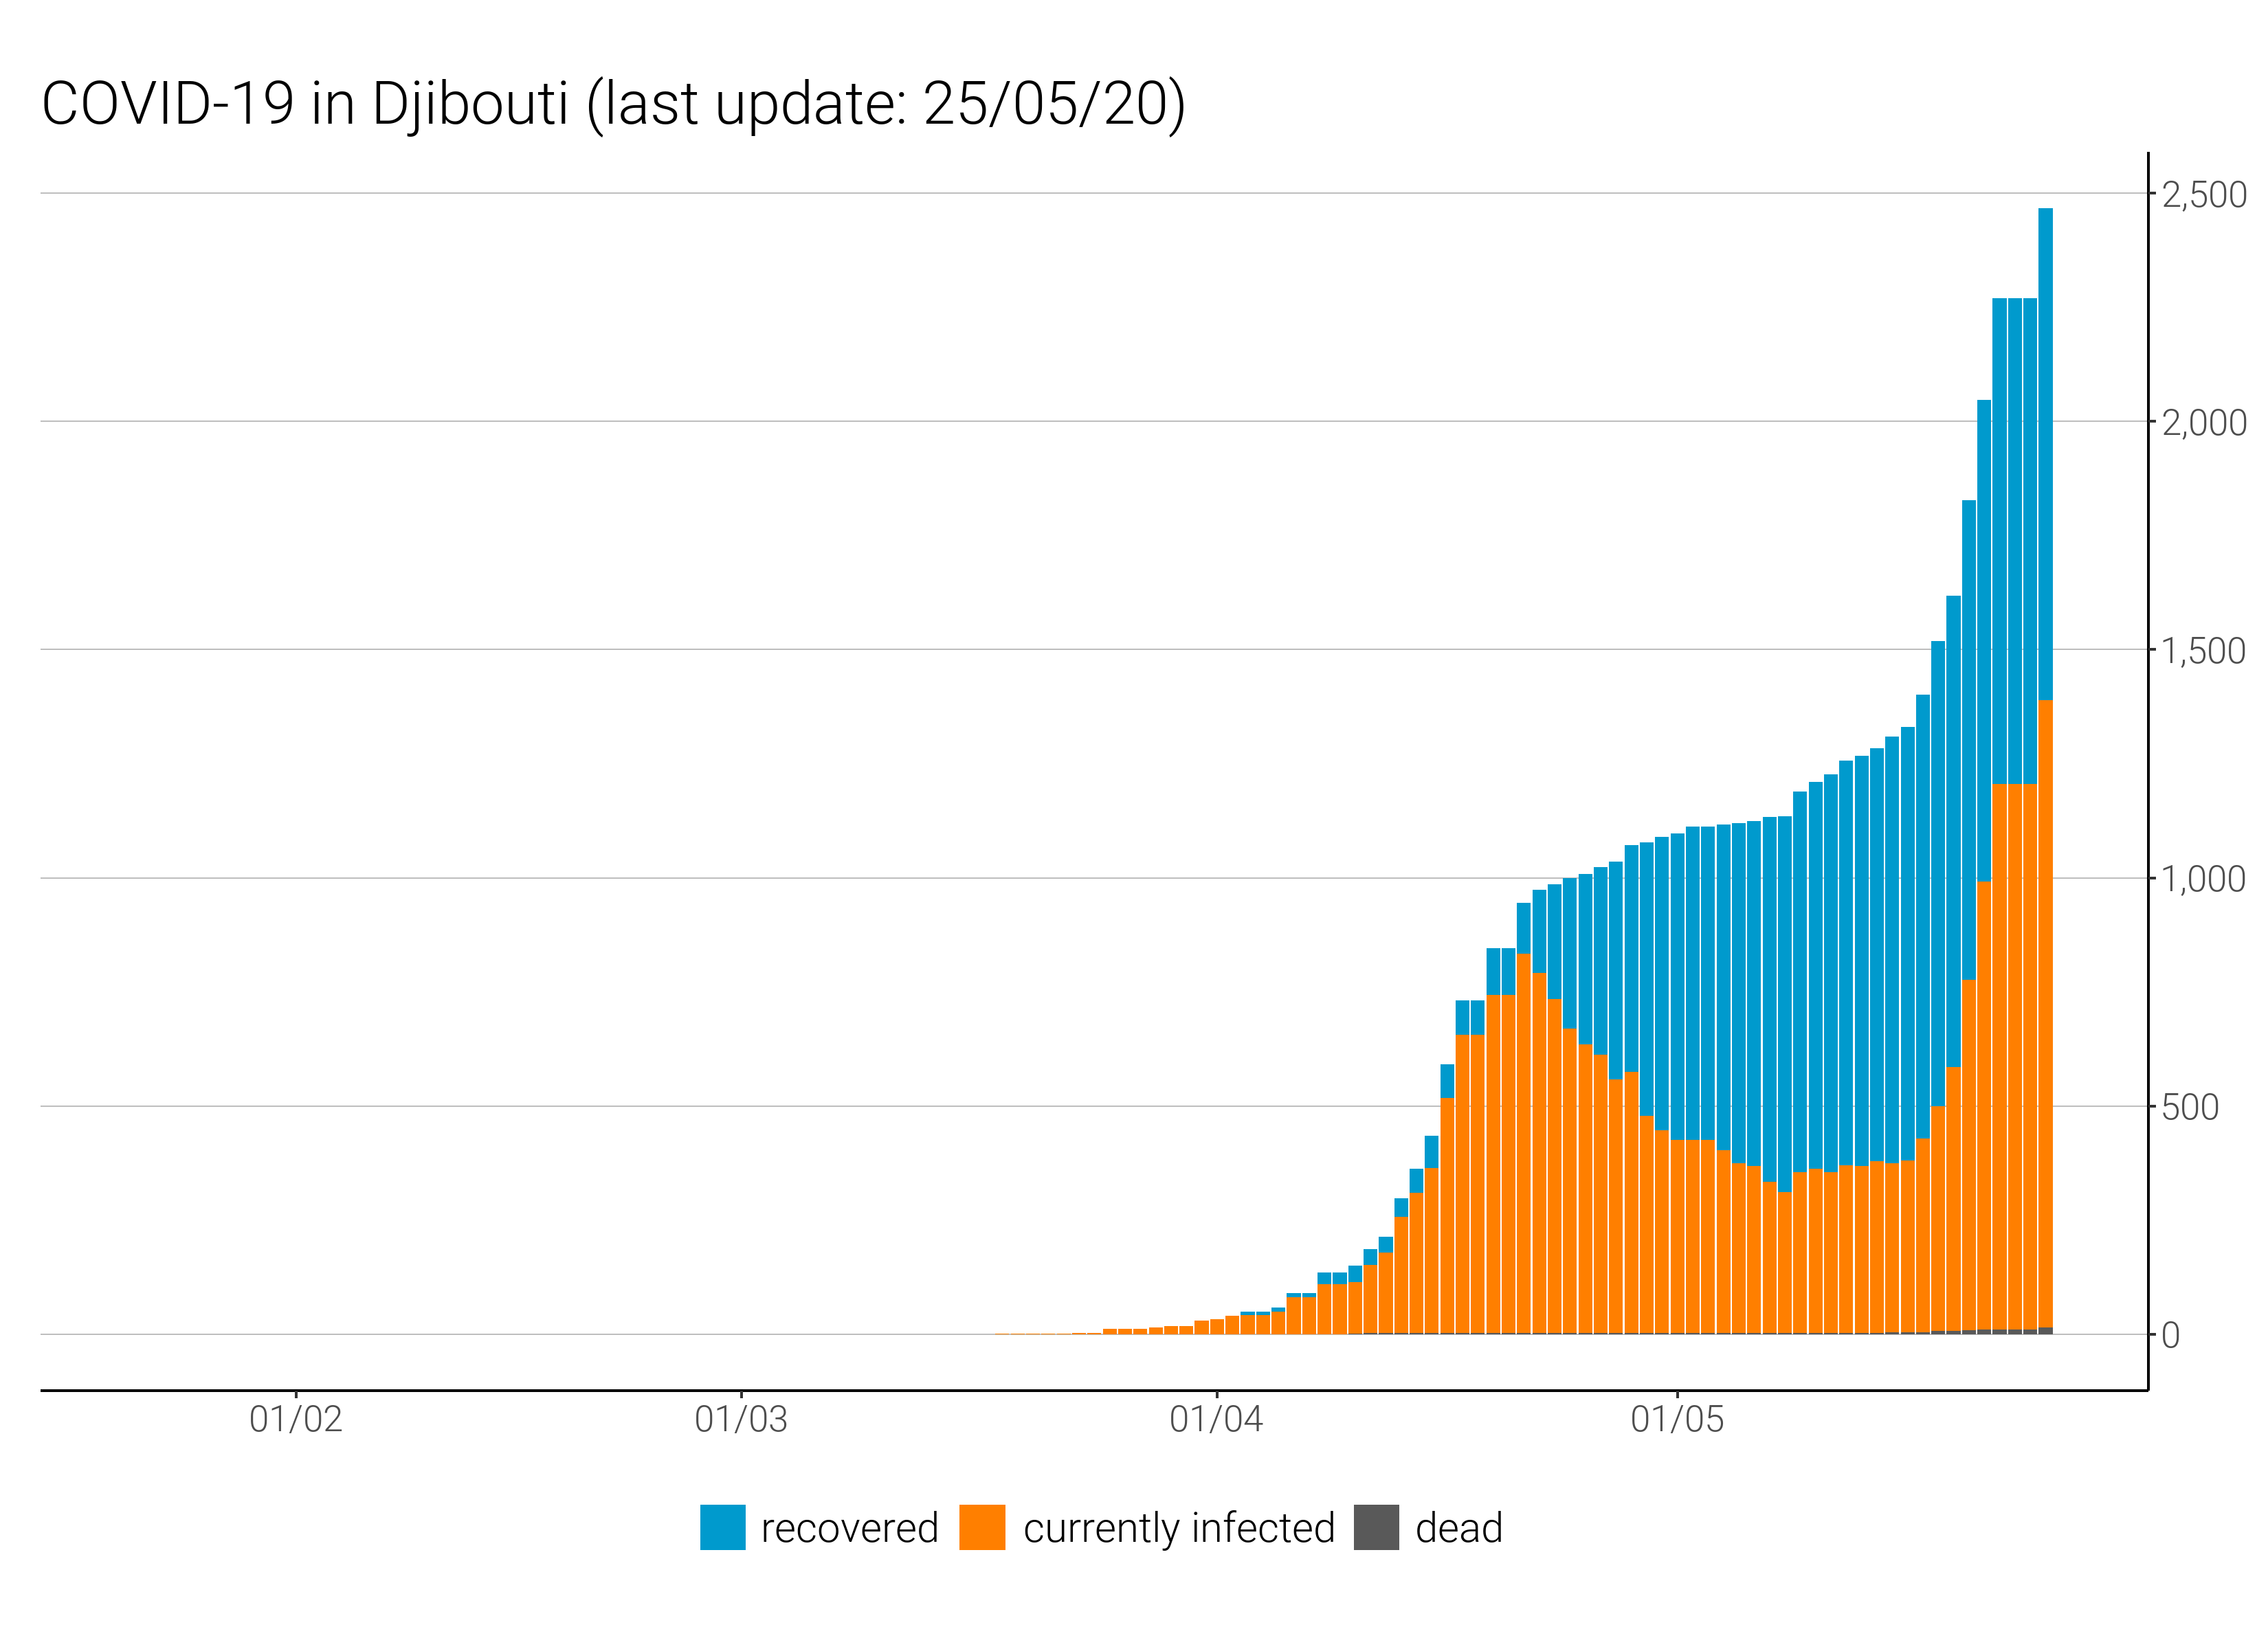 COVID-19 in Djibouti (last update: 25/05/20)
2,500
2,000
1,500
1,000
500
0
01/02 01/03 01/04 01/05
recovered currently infected dead